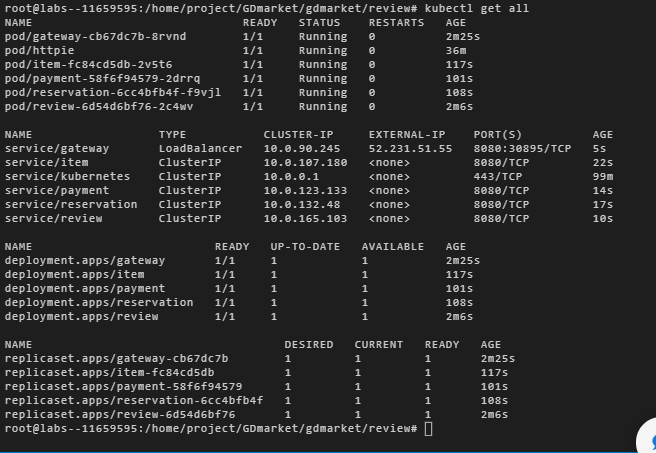 root@labs--11659595:/home/project/GDmarket/gdmarket/review# kubectl get all
NAME READY STATUS RESTARTS AGE
pod/gateway-cb67dc7b-8rvnd 1/1 Running 0 2m25s
pod/httpie 1/1 Running 0 36m
pod/item-fc84cd5db-2v5t6 1/1 Running 0 117s
pod/payment-58f6f94579-2drrq 1/1 Running 0 101s
pod/reservation-6cc4bfb4f-f9vjl 1/1 Running 0 108s
pod/review-6d54d6bf76-2c4wv 1/1 Running 0 2m6s
NAME TYPE CLUSTER-IP EXTERNAL-IP PORT(S) AGE
service/gateway LoadBalancer 10.0.90.245 52.231.51.55 8080:30895/TCP 5s
service/item ClusterIP 10.0.107.180 <none> 8080/TCP 22s
service/kubernetes ClusterIP 10.0.0.1 <none> 443/TCP 99m
service/payment ClusterIP 10.0.123.133 <none> 8080/TCP 14s
service/reservation ClusterIP 10.0.132.48 <none> 8080/TCP 17s
service/review ClusterIP 10.0.165.103 <none> 8080/TCP 10s
NAME READY UP-TO-DATE AVAILABLE AGE
deployment.apps/gateway 1/1 1 1 2m25s
deployment.apps/item 1/1 1 1 117s
deployment.apps/payment 1/1 1 1 101s
deployment.apps/reservation 1/1 1 1 108s
deployment.apps/review 1/1 1 1 2m6s
NAME DESIRED CURRENT READY AGE
replicaset.apps/gateway-cb67dc7b 1 1 1 2m25s
replicaset.apps/item-fc84cd5db 1 1 1 117s
replicaset.apps/payment-58f6f94579 1 1 1 101s
replicaset.apps/reservation-6cc4bfb4f 1 1 1 108s
replicaset.apps/review-6d54d6bf76 1 1 1 2m6s
root@labs--11659595:/home/project/GDmarket/gdmarket/review#